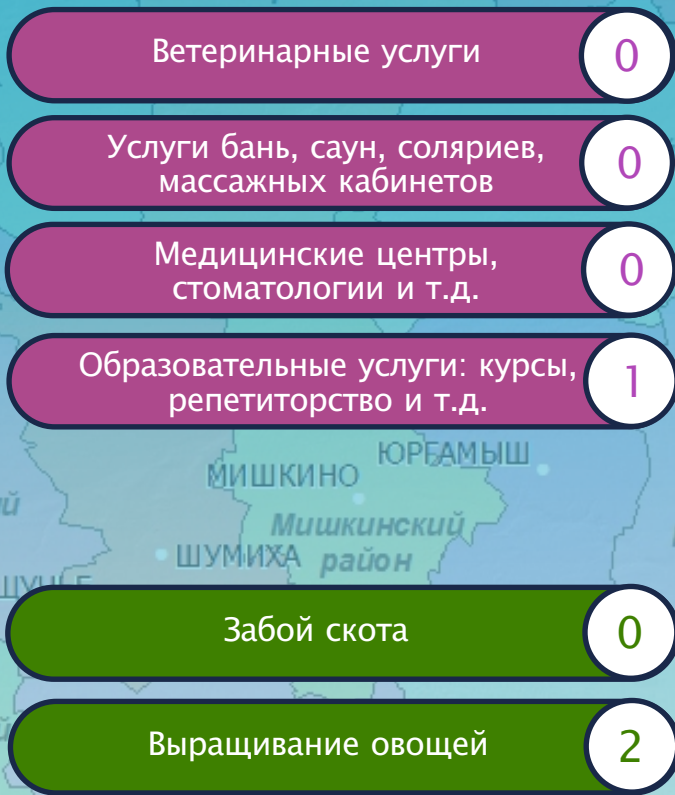 Ветеринарные услуги
0
Услуги бань, саун, соляриев,
массажных кабинетов
0
Медицинские центры,
стоматологии и т.д.
0
Образовательные услуги: курсы,
репетиторство и т.д.
1
ЮРГАМЫШ
МИШКИНО
Мишкинский
район
ШУМИХА
Забой скота
0
Выращивание овощей
2